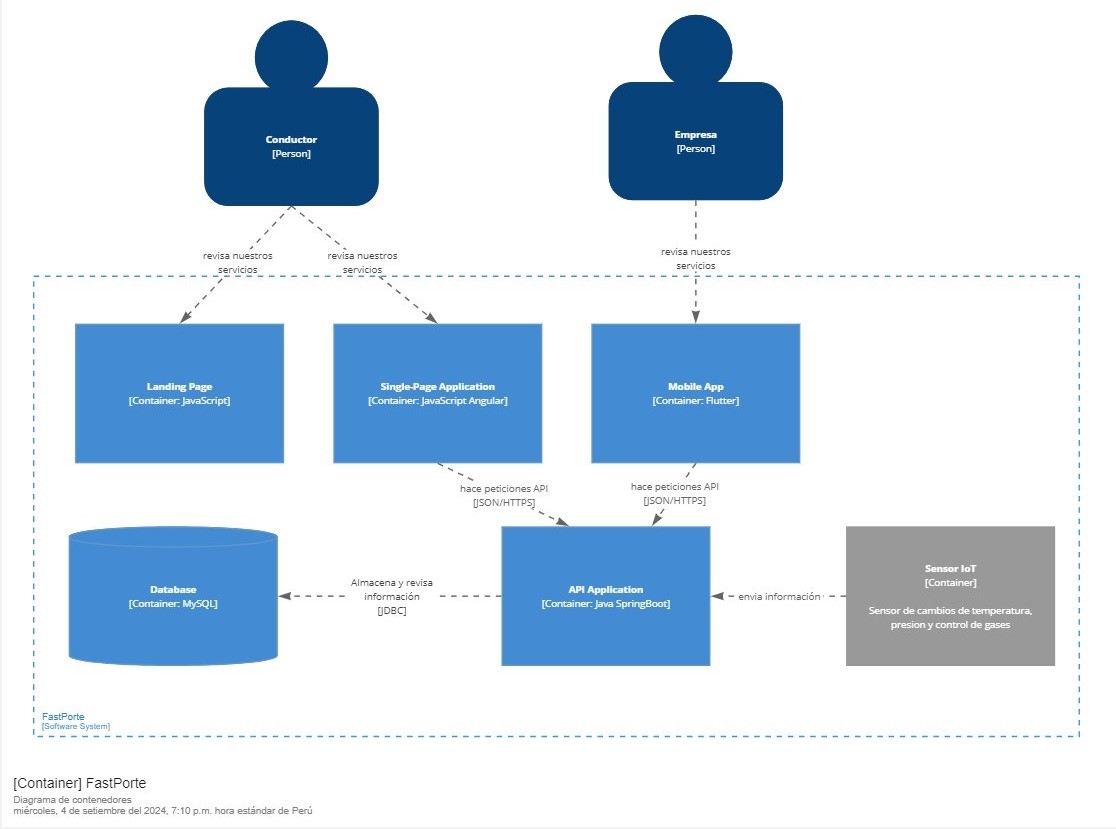 Conductor
[Person]
Empresa
[Person]
revisa nuestros
servicios
revisa nuestros
servicios
revisa nuestros
servicios
Landing Page
[Container: JavaScript]
Single-Page Application
[Container: JavaScript Angular]
Mobile App
[Container: Flutter]
hace peticiones API
[JSON/HTTPS]
hace peticiones API
[JSON/HTTPS]
Database
[Container: MySQL]
Almacena y revisa
información
[JDBC]
API Application
[Container: Java SpringBoot]
envia información
Sensor IoT
[Container]
Sensor de cambios de temperatura,
presion y control de gases
FastPorte
[Software System]
[Container] FastPorte
Diagrama de contenedores
miércoles, 4 de setiembre del 2024, 7:10 p.m. hora estándar de Perú